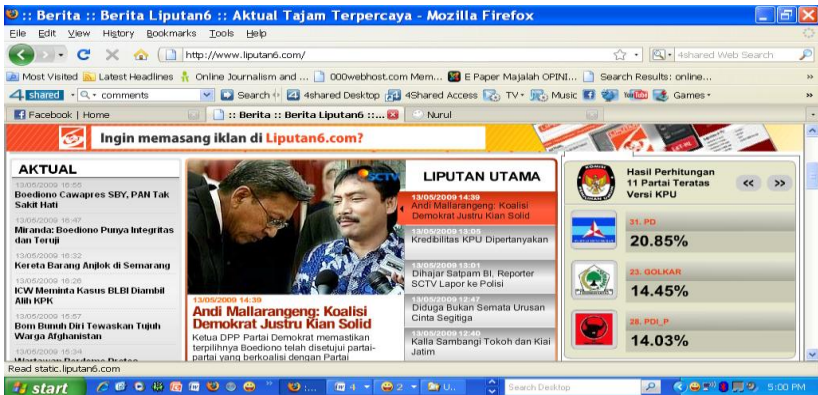 :: Berita :: Berita Liputan6 :: Aktual Tajam Terpercaya - Mozilla Firefox
File Edit View History Bookmarks Tools Help
http://www.liputan6.com/
4shared Web Search
Most Visited Latest Headlines Online Journalism and ... 000webhost.com Mem... E Paper Majalah OPINI... Search Results: online...
4 shared comments Search 4shared Desktop 4Shared Access TV Music YouTube Games
Facebook | Home
:: Berita :: Berita Liputan6 ::...
Nurul
Ingin memasang iklan di Liputan6.com?
AKTUAL
13/05/2009 16:56
Boediono Cawapres SBY, PAN Tak
Sakit Hati
13/05/2009 16:47
Miranda: Boediono Punya Integritas
dan Teruji
13/05/2009 16:32
Kereta Barang Anjlok di Semarang
13/05/2009 16:26
ICW Meminta Kasus BLBI Diambil
Alih KPK
13/05/2009 15:57
Bom Bunuh Diri Tewaskan Tujuh
Warga Afghanistan
13/05/2009 15:34
SCTV
13/05/2009 14:39
Andi Mallarangeng: Koalisi
Demokrat Justru Kian Solid
Ketua DPP Partai Demokrat memastikan
terpilihnya Boediono telah disetujui partai-
partai yang berkoalisi dengan Partai
LIPUTAN UTAMA
13/05/2009 14:39
Andi Mallarangeng: Koalisi
Demokrat Justru Kian Solid
13/05/2009 13:05
Kredibilitas KPU Dipertanyakan
13/05/2009 13:01
Dihajar Satpam BI, Reporter
SCTV Lapor ke Polisi
13/05/2009 12:47
Diduga Bukan Semata Urusan
Cinta Segitiga
13/05/2009 12:40
Kalla Sambangi Tokoh dan Kiai
Jatim
Hasil Perhitungan
11 Partai Teratas
Versi KPU
<< >>
31. PD
20.85%
23. GOLKAR
14.45%
28. PDI_P
14.03%
Read static.liputan6.com
start
:...
4
2
U..
Search Desktop
5:00 PM